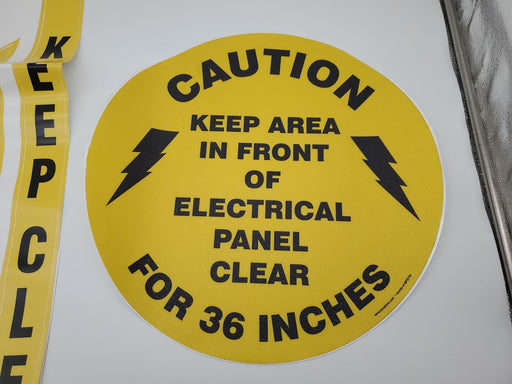 CAUTION
KEEP AREA
IN FRONT
OF
ELECTRICAL
PANEL
CLEAR
FOR 36 INCHES
KEEP CLE